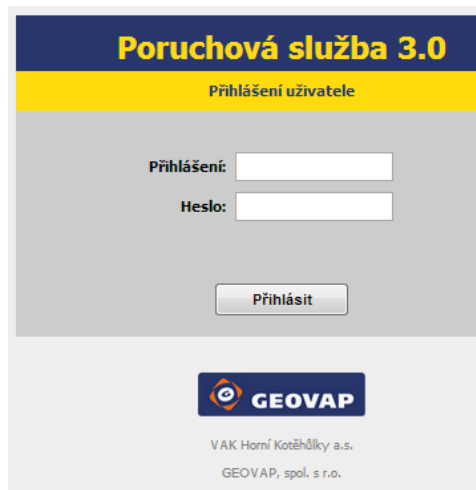 Poruchová služba 3.0
Přihlášení uživatele
Přihlášení:
Heslo:
Přihlásit
GEOVAP
VAK Horní Kotěhůlky a.s.
GEOVAP, spol. s r.o.